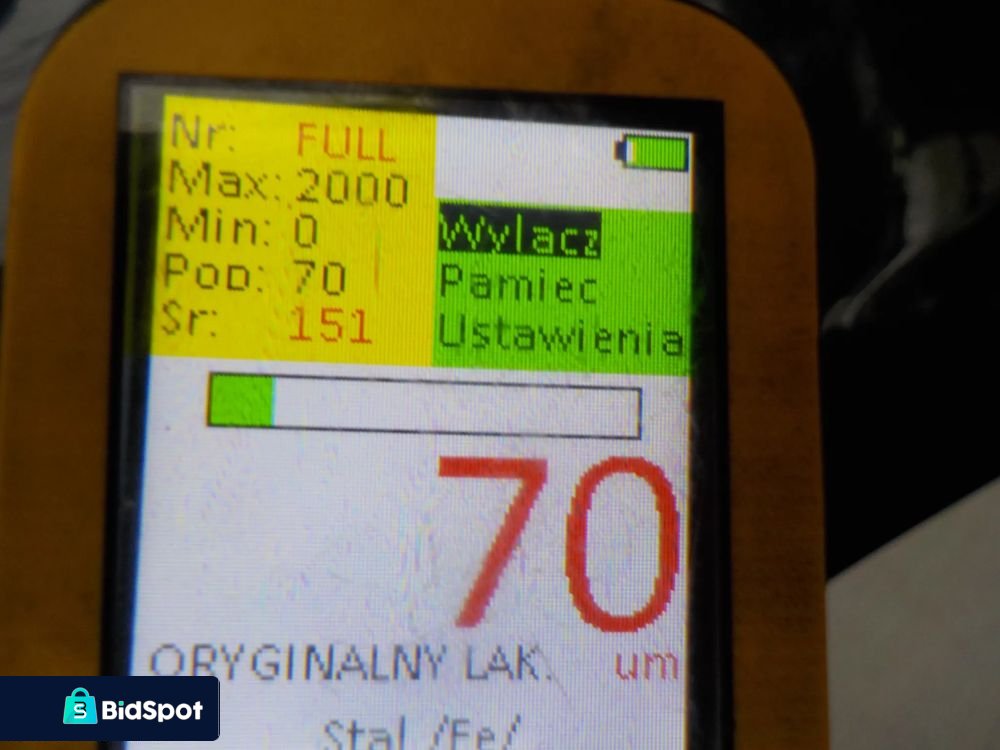 Nr: FULL
Max: 2000
Min: 0
Pop: 70
Sr: 151
Wylacz
Pamiec
Ustawienia
70
ORYGINALNY LAK. um
Stal /Fe/
S
BidSpot